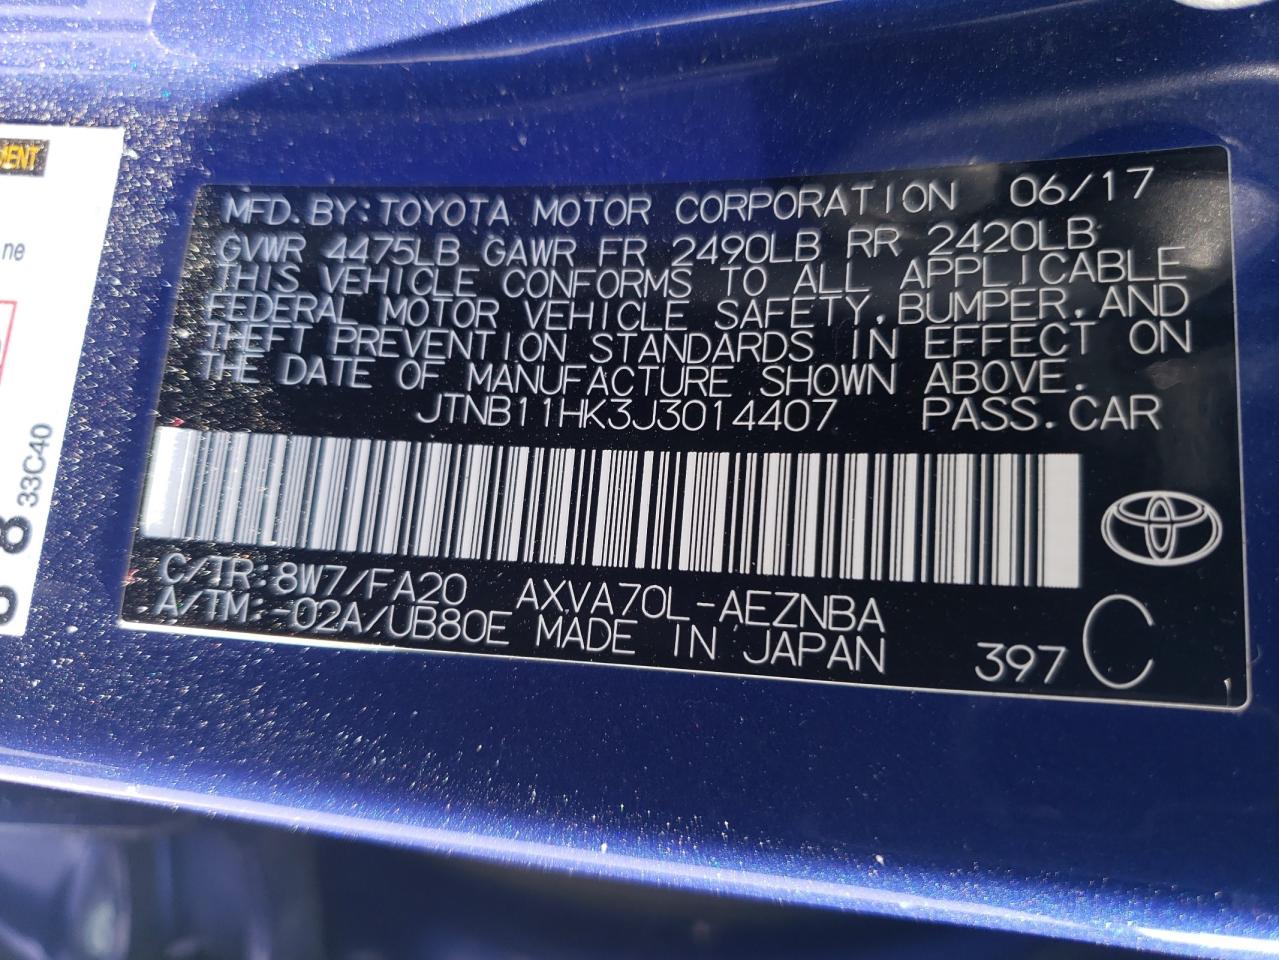 MFD.BY:TOYOTA MOTOR CORPORATION 06/17
GVWR 4475LB GAWR FR 2490LB RR 2420LB
THIS VEHICLE CONFORMS TO ALL APPLICABLE
FEDERAL MOTOR VEHICLE SAFETY,BUMPER,AND
THEFT PREVENTION STANDARDS IN EFFECT ON
THE DATE OF MANUFACTURE SHOWN ABOVE.
JTNB11HK3J3014407 PASS.CAR
C/TR:8W7/FA20 AXVA70L-AEZNBA
A/TM:-02A/UB80E MADE IN JAPAN 397 C
33C40
8
ne